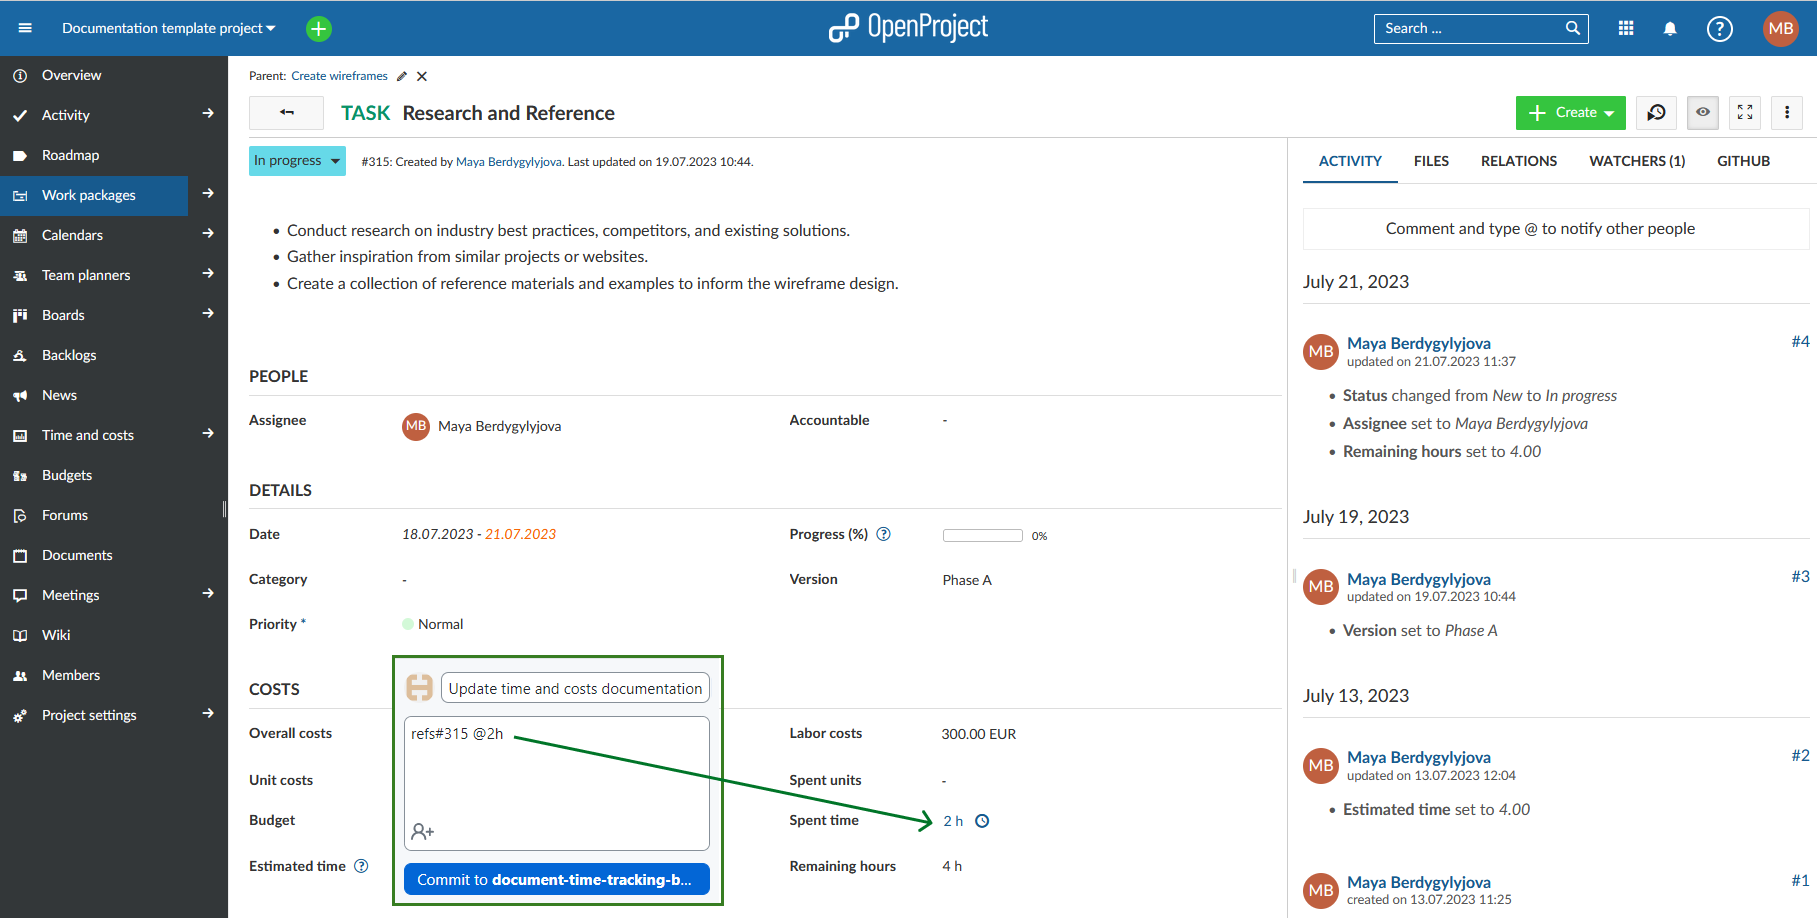 Documentation template project
OpenProject
Search ...
MB
Overview
Activity
Roadmap
Work packages
Calendars
Team planners
Boards
Backlogs
News
Time and costs
Budgets
Forums
Documents
Meetings
Wiki
Members
Project settings
Parent: Create wireframes
TASK Research and Reference
Create
In progress
#315: Created by Maya Berdygylyjova. Last updated on 19.07.2023 10:44.
• Conduct research on industry best practices, competitors, and existing solutions.
• Gather inspiration from similar projects or websites.
• Create a collection of reference materials and examples to inform the wireframe design.
PEOPLE
Assignee MB Maya Berdygylyjova Accountable -
DETAILS
Date 18.07.2023 - 21.07.2023 Progress (%) ? 0%
Category - Version Phase A
Priority * Normal
COSTS
Update time and costs documentation
Overall costs refs#315 @2h Labor costs 300.00 EUR
Unit costs Spent units -
Budget Spent time 2 h
Estimated time ? Remaining hours 4 h
Commit to document-time-tracking-b...
ACTIVITY FILES RELATIONS WATCHERS (1) GITHUB
Comment and type @ to notify other people
July 21, 2023
MB Maya Berdygylyjova #4
updated on 21.07.2023 11:37
• Status changed from New to In progress
• Assignee set to Maya Berdygylyjova
• Remaining hours set to 4.00
July 19, 2023
MB Maya Berdygylyjova #3
updated on 19.07.2023 10:44
• Version set to Phase A
July 13, 2023
MB Maya Berdygylyjova #2
updated on 13.07.2023 12:04
• Estimated time set to 4.00
MB Maya Berdygylyjova #1
created on 13.07.2023 11:25